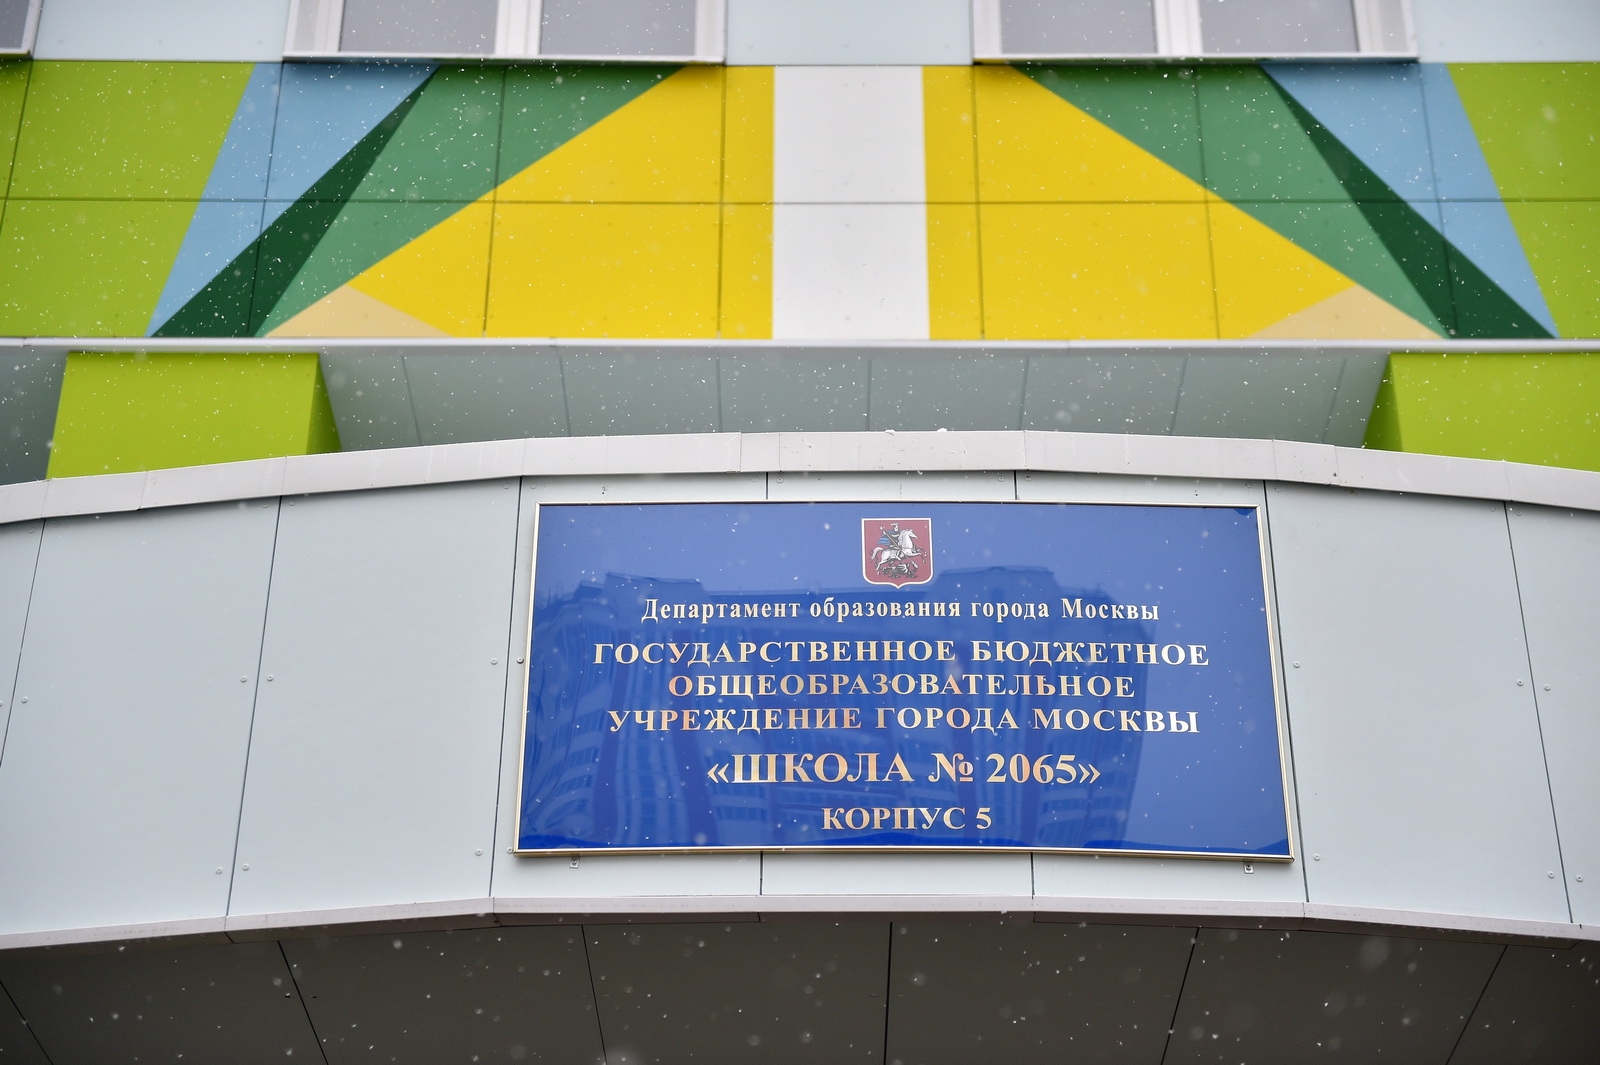 Департамент образования города Москвы
ГОСУДАРСТВЕННОЕ БЮДЖЕТНОЕ
ОБЩЕОБРАЗОВАТЕЛЬНОЕ
УЧРЕЖДЕНИЕ ГОРОДА МОСКВЫ
«ШКОЛА № 2065»
КОРПУС 5